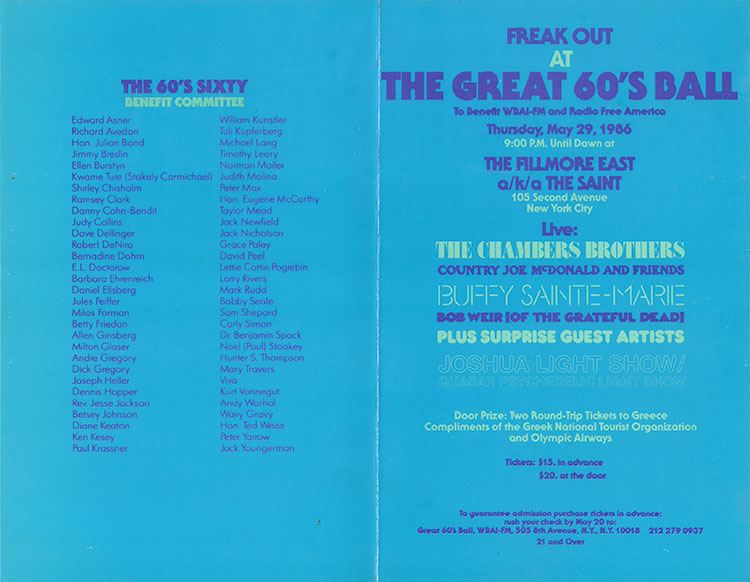 THE 60'S SIXTY
BENEFIT COMMITTEE
Edward Asner
Richard Avedon
Hon. Julian Bond
Jimmy Breslin
Ellen Burstyn
Kwame Ture (Stokely Carmichael)
Shirley Chisholm
Ramsey Clark
Danny Cohn-Bendit
Judy Collins
Dave Dellinger
Robert DeNiro
Bernadine Dohrn
E.L. Doctorow
Barbara Ehrenreich
Daniel Ellsberg
Jules Feiffer
Milos Forman
Betty Friedan
Allen Ginsberg
Milton Glaser
Andre Gregory
Dick Gregory
Joseph Heller
Dennis Hopper
Rev. Jesse Jackson
Betsey Johnson
Diane Keaton
Ken Kesey
Paul Krassner
William Kunstler
Tuli Kupferberg
Michael Lang
Timothy Leary
Norman Mailer
Judith Malina
Peter Max
Hon. Eugene McCarthy
Taylor Mead
Jack Newfield
Jack Nicholson
Grace Paley
David Peel
Lettie Cottin Pogrebin
Larry Rivers
Mark Rudd
Bobby Seale
Sam Shepard
Carly Simon
Dr. Benjamin Spock
Noel (Paul) Stookey
Hunter S. Thompson
Mary Travers
Viva
Kurt Vonnegut
Andy Warhol
Wavy Gravy
Hon. Ted Weiss
Peter Yarrow
Jack Youngerman
FREAK OUT
AT
THE GREAT 60'S BALL
To Benefit WBAI-FM and Radio Free America
Thursday, May 29, 1986
9:00 P.M. Until Dawn at
THE FILLMORE EAST
a/k/a THE SAINT
105 Second Avenue
New York City
Live:
THE CHAMBERS BROTHERS
COUNTRY JOE McDONALD AND FRIENDS
BUFFY SAINTE-MARIE
BOB WEIR [OF THE GRATEFUL DEAD]
PLUS SURPRISE GUEST ARTISTS
JOSHUA LIGHT SHOW/
QUASAR PSYCHEDELIC LIGHT SHOW
Door Prize: Two Round-Trip Tickets to Greece
Compliments of the Greek National Tourist Organization
and Olympic Airways
Tickets: $15. in advance
$20. at the door
To guarantee admission purchase tickets in advance;
rush your check by May 20 to:
Great 60's Ball, WBAI-FM, 505 8th Avenue, N.Y., N.Y. 10018 212 279 0937
21 and Over